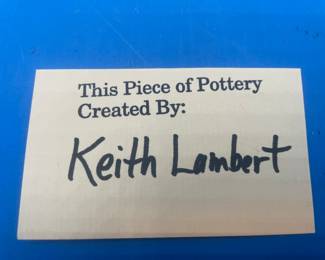 This Piece of Pottery
Created By:
Keith Lambert